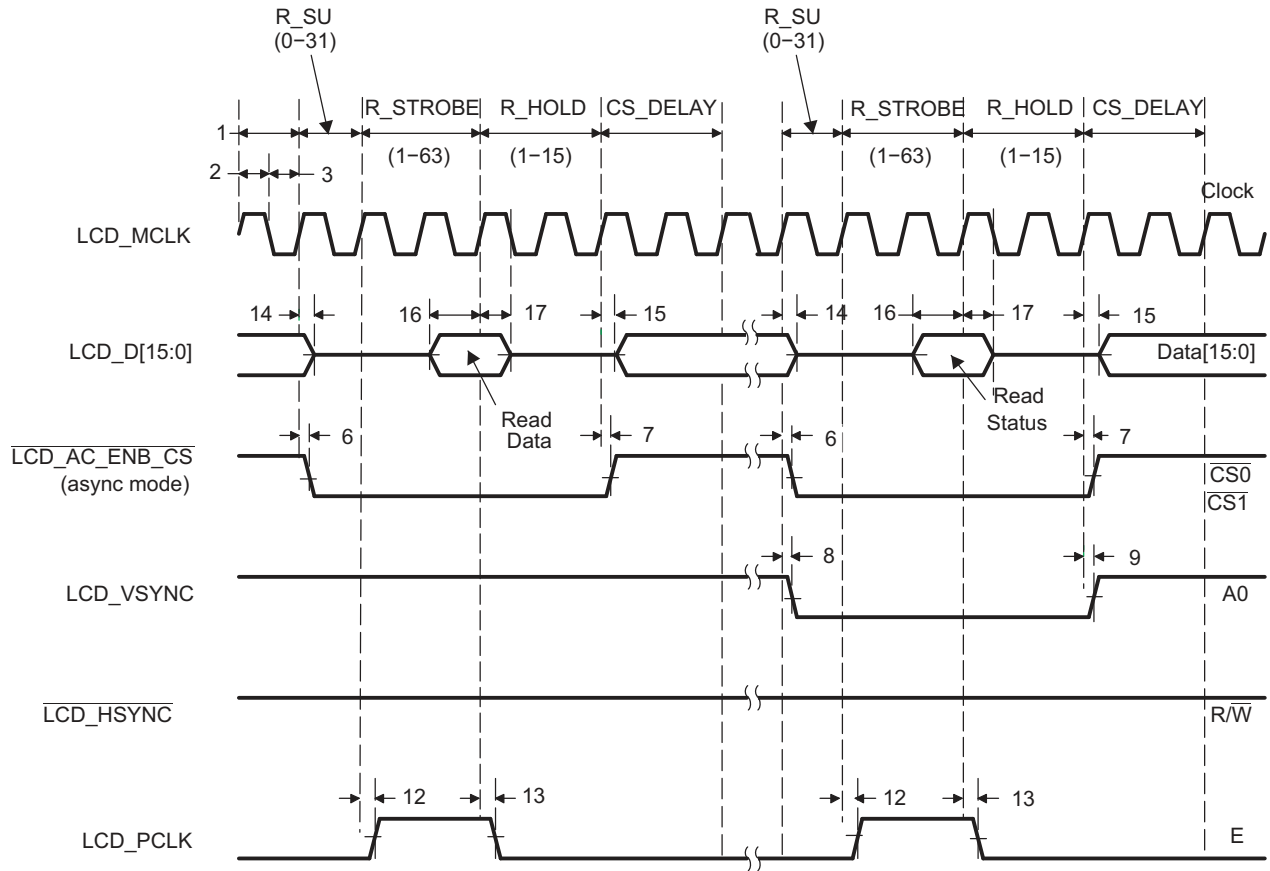 R_SU
(0−31)
R_SU
(0−31)
R_STROBE
R_HOLD
CS_DELAY
R_STROBE
R_HOLD
CS_DELAY
1
(1−63)
(1−15)
(1−63)
(1−15)
2
3
Clock
LCD_MCLK
14
16
17
15
14
16
17
15
LCD_D[15:0]
Data[15:0]
Read
Data
Read
Status
6
7
6
7
LCD_AC_ENB_CS
(async mode)
CS0
CS1
8
9
LCD_VSYNC
A0
LCD_HSYNC
R/W
12
13
12
13
LCD_PCLK
E